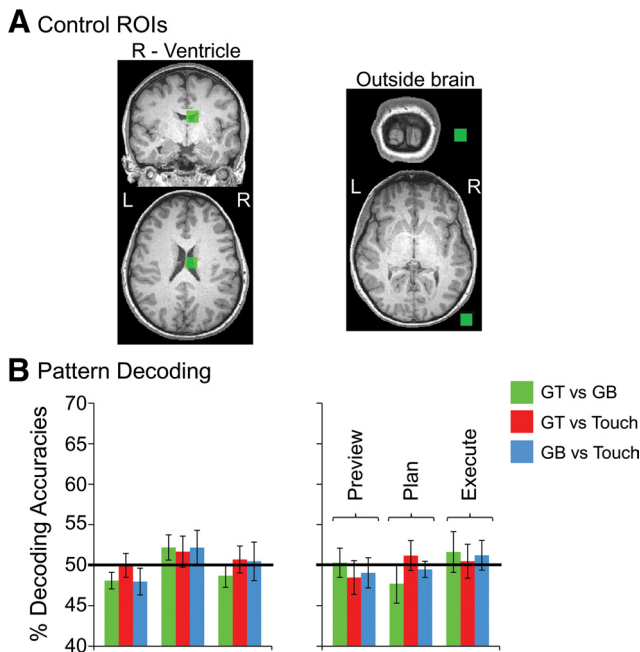 A Control ROIs
R - Ventricle
Outside brain
L R
L R
B Pattern Decoding
GT vs GB
GT vs Touch
GB vs Touch
% Decoding Accuracies
70
65
60
55
50
45
40
Preview
Plan
Execute